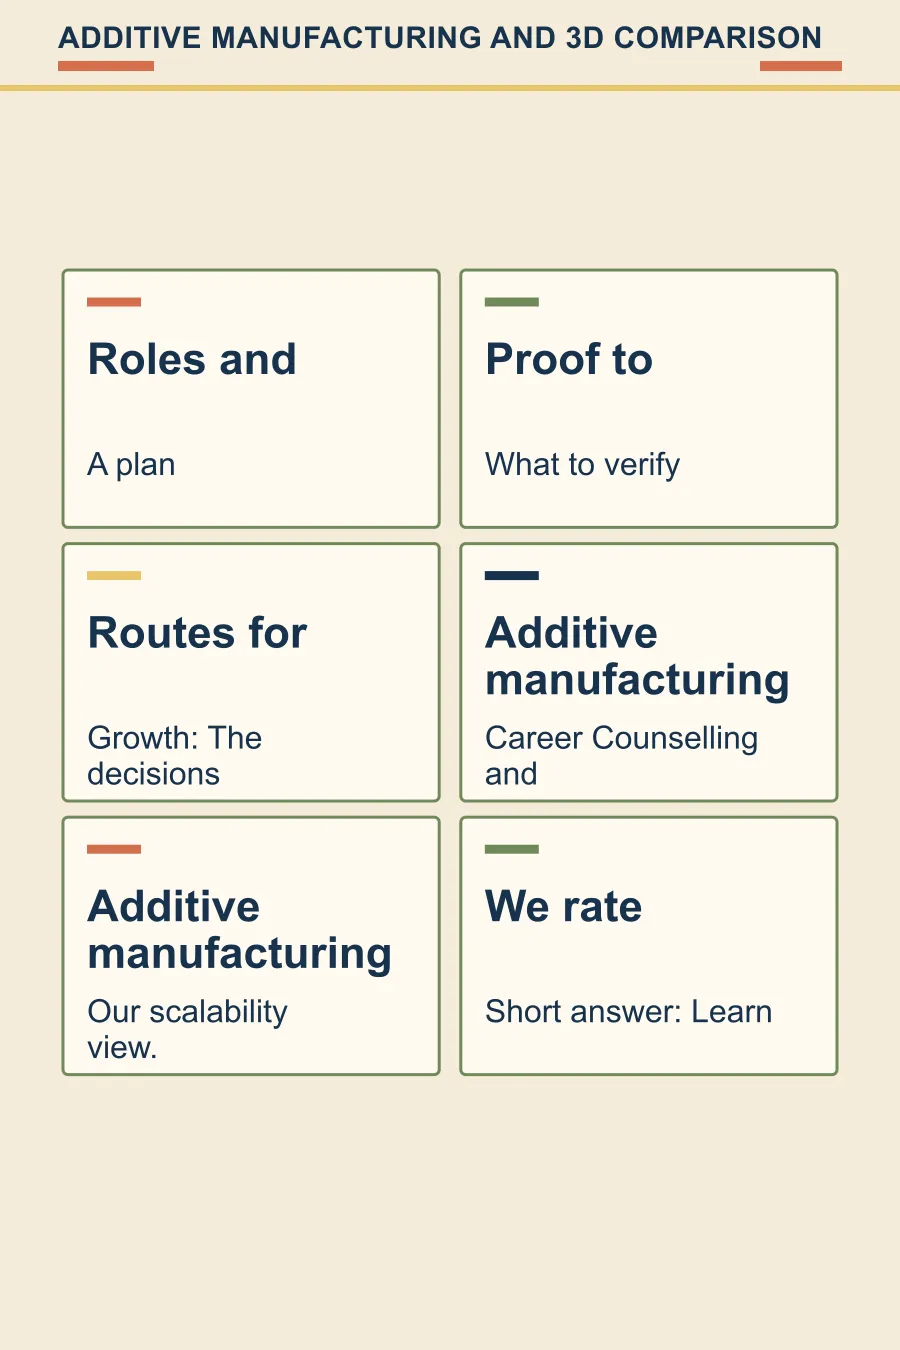 ADDITIVE MANUFACTURING AND 3D COMPARISON
Roles and
A plan
Proof to
What to verify
Routes for
Growth: The
decisions
Additive
manufacturing
Career Counselling
and
Additive
manufacturing
Our scalability
view.
We rate
Short answer: Learn